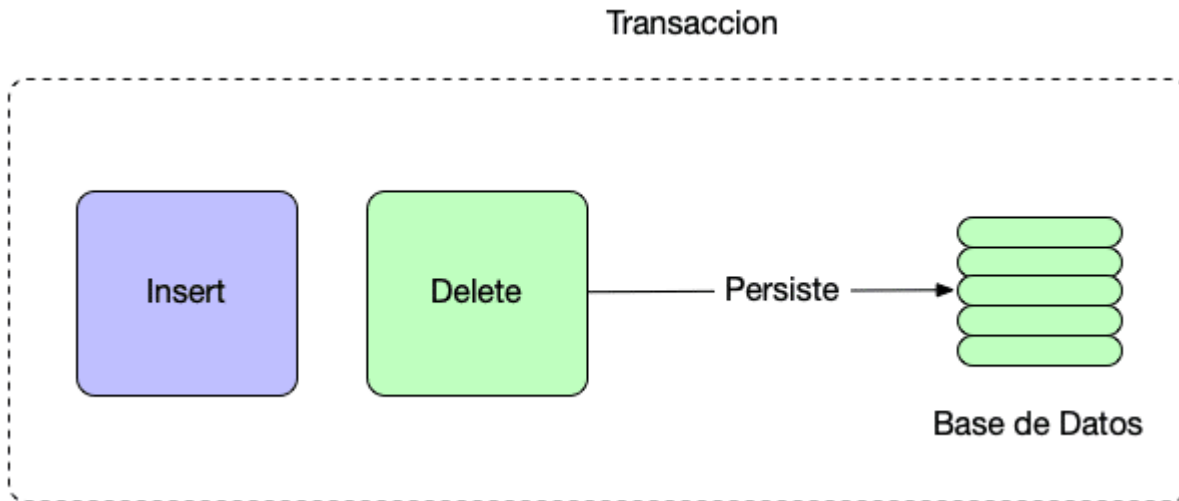 Transaccion
Insert
Delete
Persiste
Base de Datos